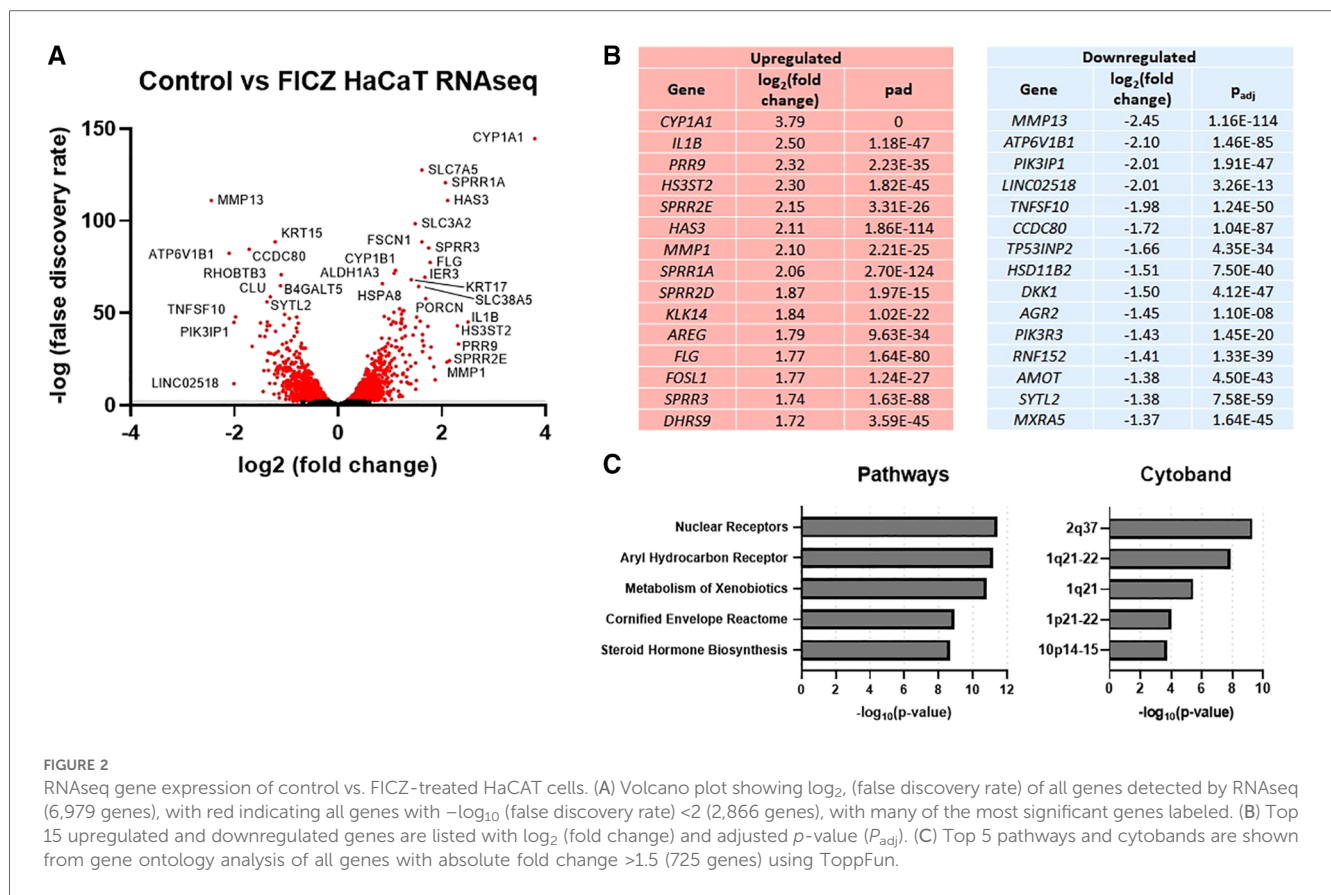 A
Control vs FICZ HaCaT RNAseq
-log (false discovery rate)
150
100
50
0
CYP1A1
SLC7A5
SPRR1A
MMP13
HAS3
SLC3A2
KRT15
FSCN1
SPRR3
ATP6V1B1
CCDC80
CYP1B1
FLG
RHOBTB3
ALDH1A3
IER3
CLU
B4GALT5
HSPA8
KRT17
SLC38A5
SYTL2
PORCN
TNFSF10
IL1B
PIK3IP1
HS3ST2
PRR9
SPRR2E
LINC02518
MMP1
-4 -2 0 2 4
log2 (fold change)
B
Upregulated
Gene log2(fold change) pad
CYP1A1 3.79 0
IL1B 2.50 1.18E-47
PRR9 2.32 2.23E-35
HS3ST2 2.30 1.82E-45
SPRR2E 2.15 3.31E-26
HAS3 2.11 1.86E-114
MMP1 2.10 2.21E-25
SPRR1A 2.06 2.70E-124
SPRR2D 1.87 1.97E-15
KLK14 1.84 1.02E-22
AREG 1.79 9.63E-34
FLG 1.77 1.64E-80
FOSL1 1.77 1.24E-27
SPRR3 1.74 1.63E-88
DHRS9 1.72 3.59E-45
Downregulated
Gene log2(fold change) Padj
MMP13 -2.45 1.16E-114
ATP6V1B1 -2.10 1.46E-85
PIK3IP1 -2.01 1.91E-47
LINC02518 -2.01 3.26E-13
TNFSF10 -1.98 1.24E-50
CCDC80 -1.72 1.04E-87
TP53INP2 -1.66 4.35E-34
HSD11B2 -1.51 7.50E-40
DKK1 -1.50 4.12E-47
AGR2 -1.45 1.10E-08
PIK3R3 -1.43 1.45E-20
RNF152 -1.41 1.33E-39
AMOT -1.38 4.50E-43
SYTL2 -1.38 7.58E-59
MXRA5 -1.37 1.64E-45
C
Pathways
Nuclear Receptors
Aryl Hydrocarbon Receptor
Metabolism of Xenobiotics
Cornified Envelope Reactome
Steroid Hormone Biosynthesis
0 2 4 6 8 10 12
-log10(p-value)
Cytoband
2q37
1q21-22
1q21
1p21-22
10p14-15
0 2 4 6 8 10
-log10(p-value)
FIGURE 2
RNAseq gene expression of control vs. FICZ-treated HaCAT cells. (A) Volcano plot showing log2, (false discovery rate) of all genes detected by RNAseq
(6,979 genes), with red indicating all genes with −log10 (false discovery rate) <2 (2,866 genes), with many of the most significant genes labeled. (B) Top
15 upregulated and downregulated genes are listed with log2 (fold change) and adjusted p-value (Padj). (C) Top 5 pathways and cytobands are shown
from gene ontology analysis of all genes with absolute fold change >1.5 (725 genes) using ToppFun.